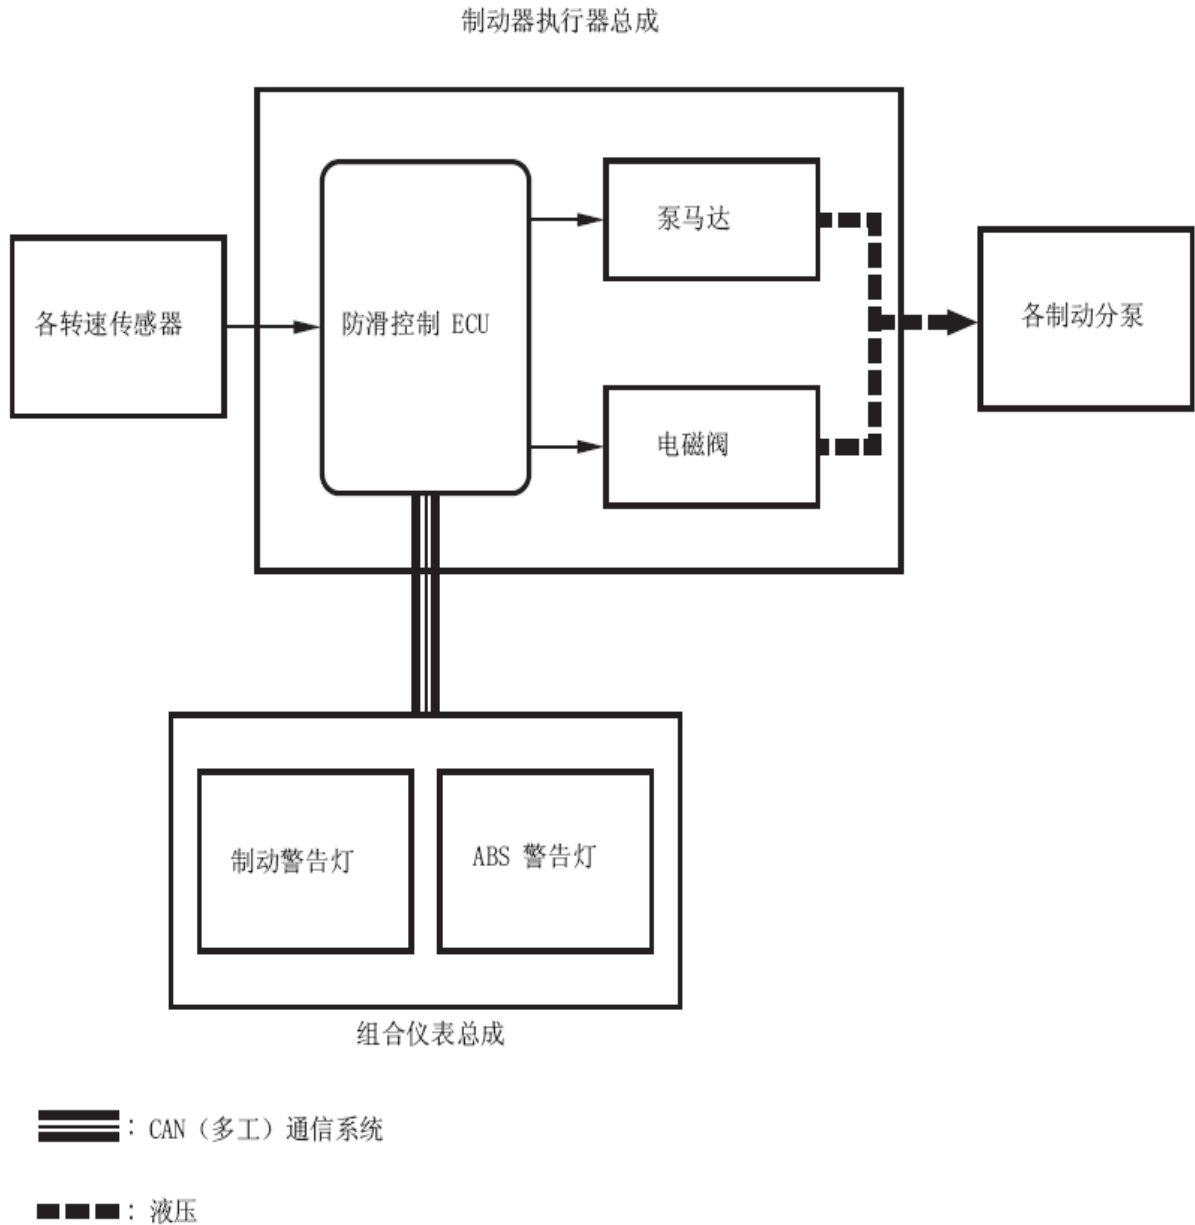 制动器执行器总成
泵马达
各转速传感器
防滑控制 ECU
各制动分泵
电磁阀
制动警告灯
ABS 警告灯
组合仪表总成
: CAN（多工）通信系统
: 液压